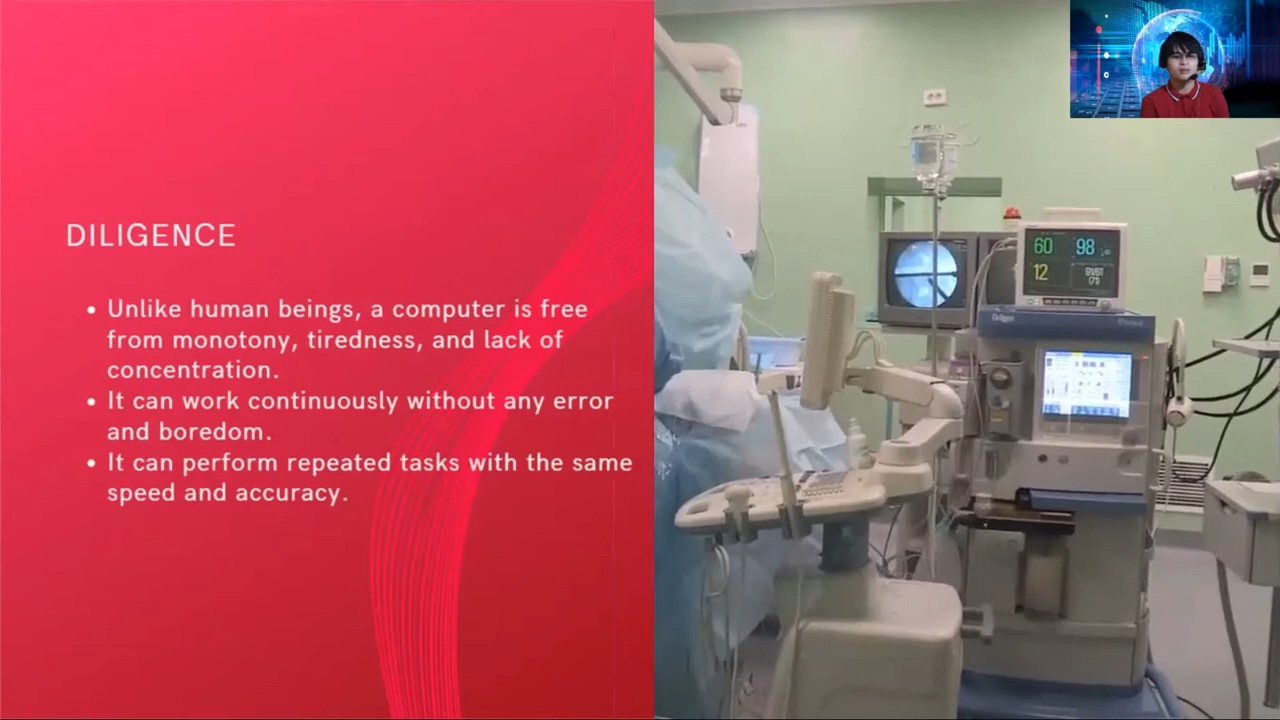 DILIGENCE
• Unlike human beings, a computer is free
from monotony, tiredness, and lack of
concentration.
• It can work continuously without any error
and boredom.
• It can perform repeated tasks with the same
speed and accuracy.
60 98
12
Dräger